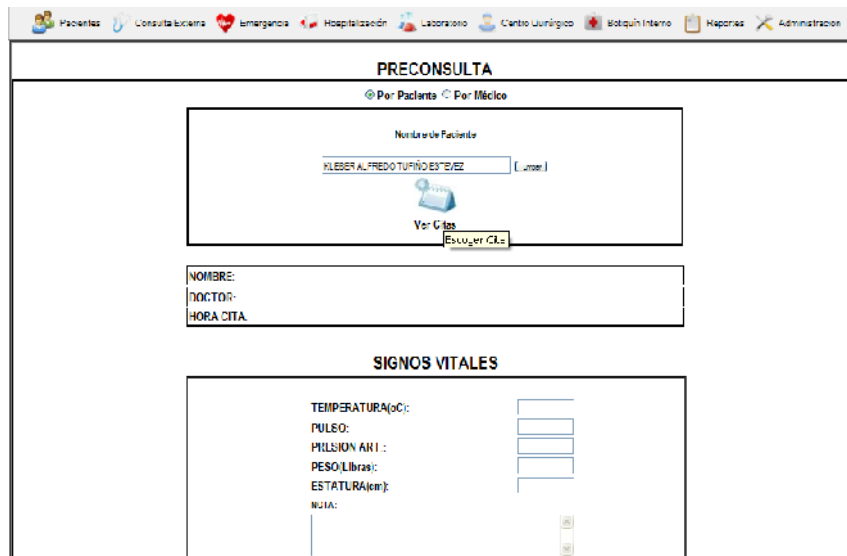 Pacientes Consulta Externa Emergencia Hospitalización Laboratorio Centro Quirúrgico Botiquín Interno Reportes Administracion
PRECONSULTA
Por Paciente Por Médico
Nombre de Paciente
KLEBER ALFREDO TUFIÑO ESTEVEZ
Ver Citas
Escoger Cita
NOMBRE:
DOCTOR:
HORA CITA:
SIGNOS VITALES
TEMPERATURA(oC):
PULSO:
PRESION ART.:
PESO(Libras):
ESTATURA(cm):
NOTA: